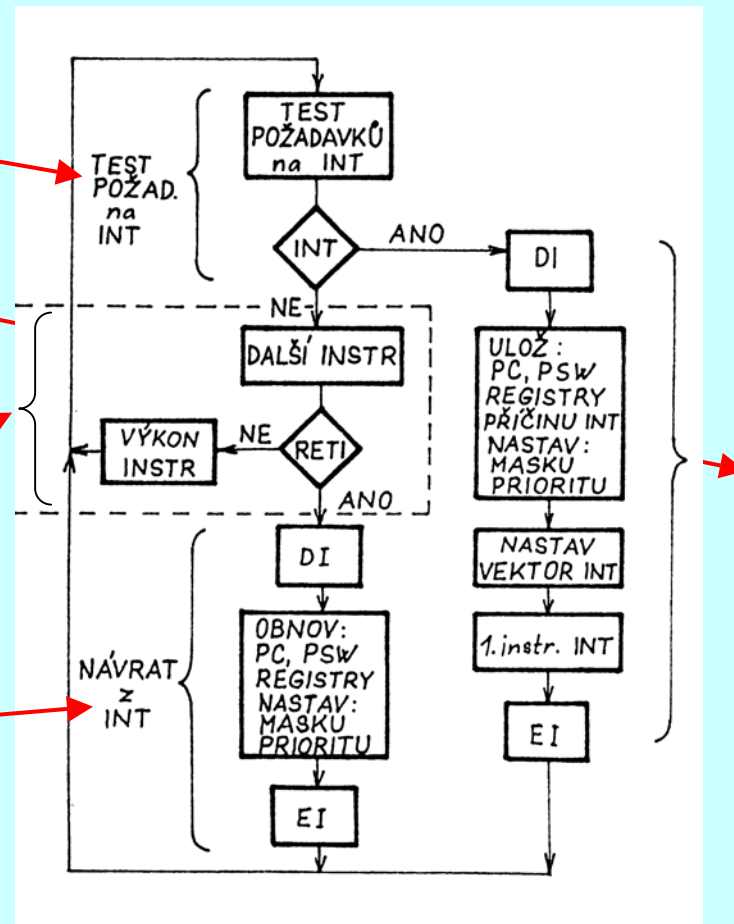 TEST
POŽADAVKŮ
na INT
TEST
POŽAD.
na
INT
INT
ANO
DI
NE
DALŠÍ INSTR
ULOŽ:
PC, PSW
REGISTRY
PŘÍČINU INT
NASTAV:
MASKU
PRIORITU
VÝKON
INSTR
NE
RETI
ANO
NASTAV
VEKTOR INT
DI
1. instr. INT
OBNOV:
PC, PSW
REGISTRY
NASTAV:
MASKU
PRIORITU
NÁVRAT
z
INT
EI
EI